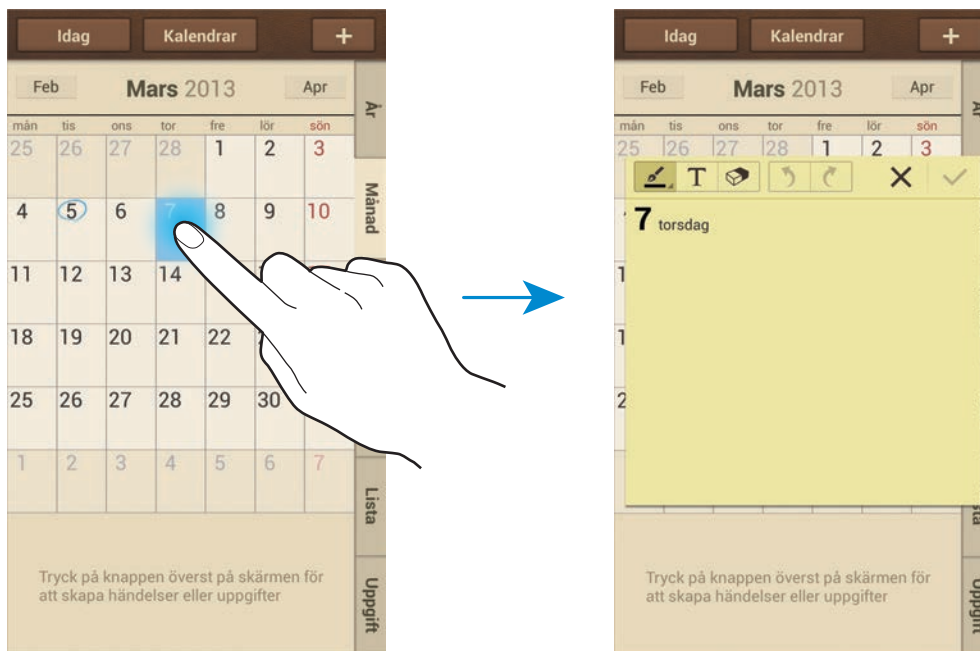 Idag Kalendrar +
Feb Mars 2013 Apr
mån tis ons tor fre lör sön
25 26 27 28 1 2 3
4 5 6 7 8 9 10
11 12 13 14
18 19 20 21 22
25 26 27 28 29 30
1 2 3 4 5 6 7
År
Månad
Lista
Uppgift
Tryck på knappen överst på skärmen för
att skapa händelser eller uppgifter
Idag Kalendrar +
Feb Mars 2013 Apr
mån tis ons tor fre lör sön
25 26 27 28 1 2 3
T
7 torsdag
Uppgift
Tryck på knappen överst på skärmen för
att skapa händelser eller uppgifter